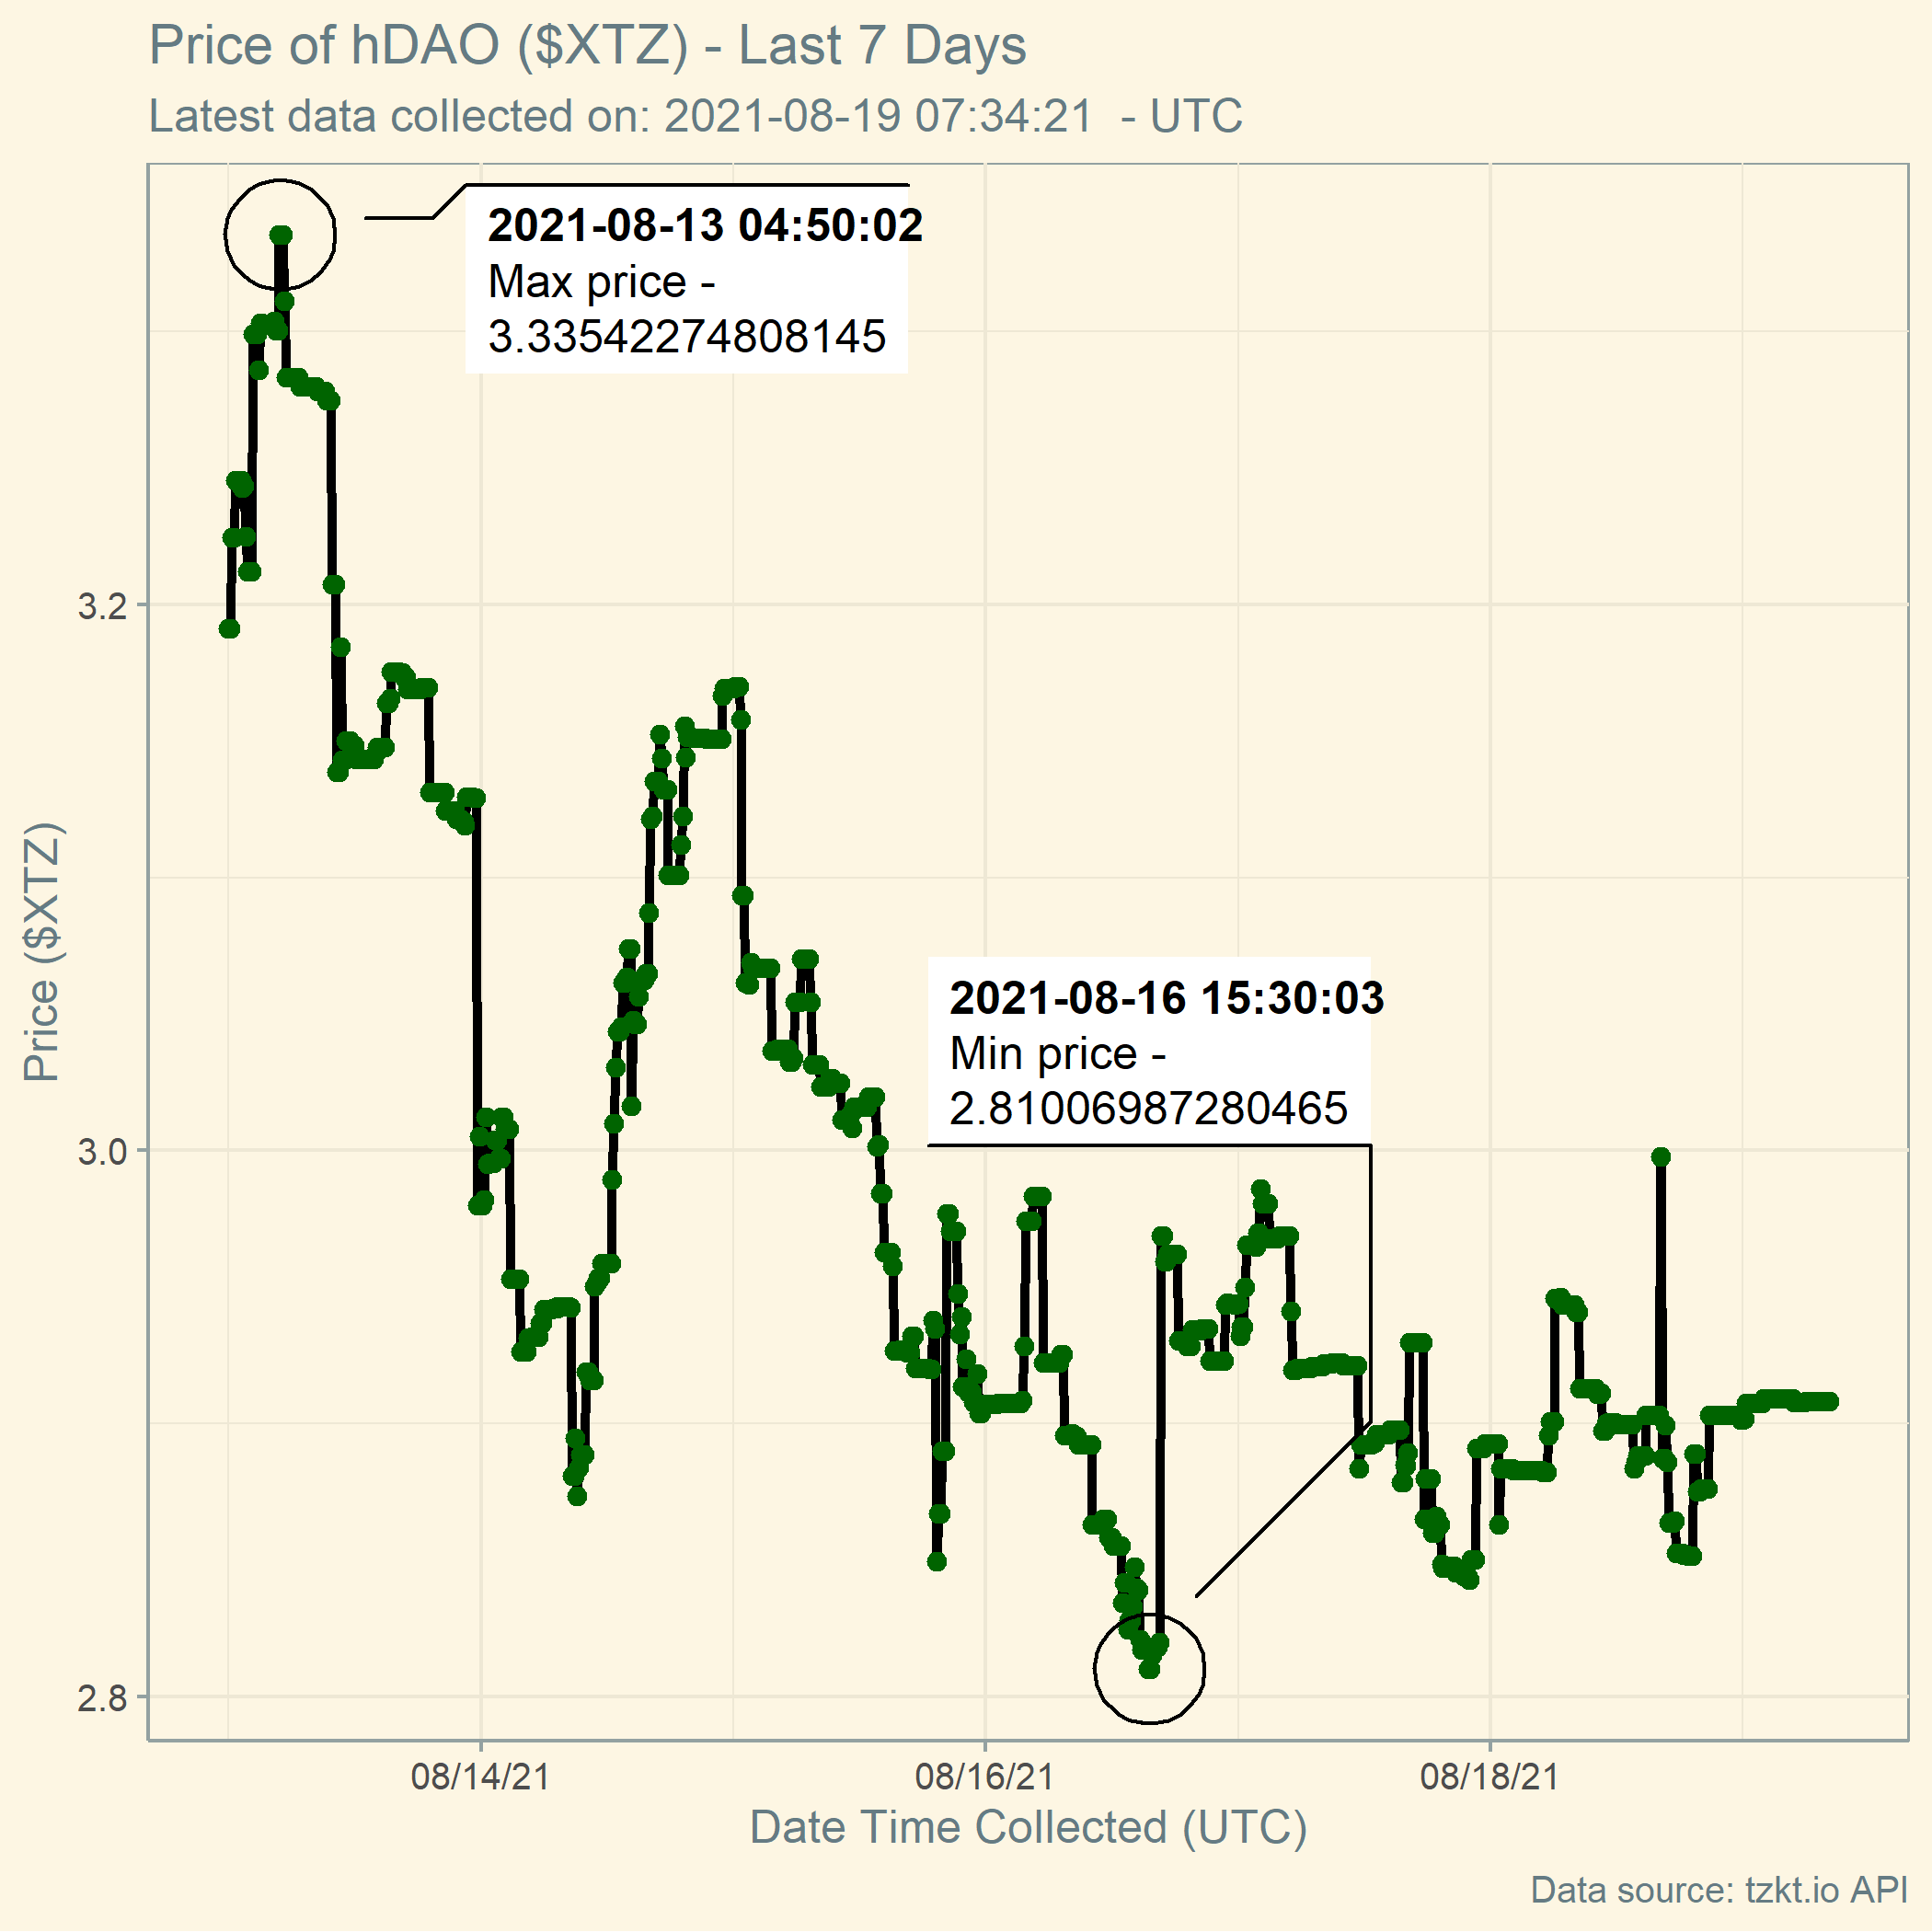 Price of hDAO ($XTZ) - Last 7 Days
Latest data collected on: 2021-08-19 07:34:21  - UTC
2021-08-13 04:50:02
Max price -
3.33542274808145
3.2
Price ($XTZ)
2021-08-16 15:30:03
Min price -
2.81006987280465
3.0
2.8
08/14/21
08/16/21
08/18/21
Date Time Collected (UTC)
Data source: tzkt.io API